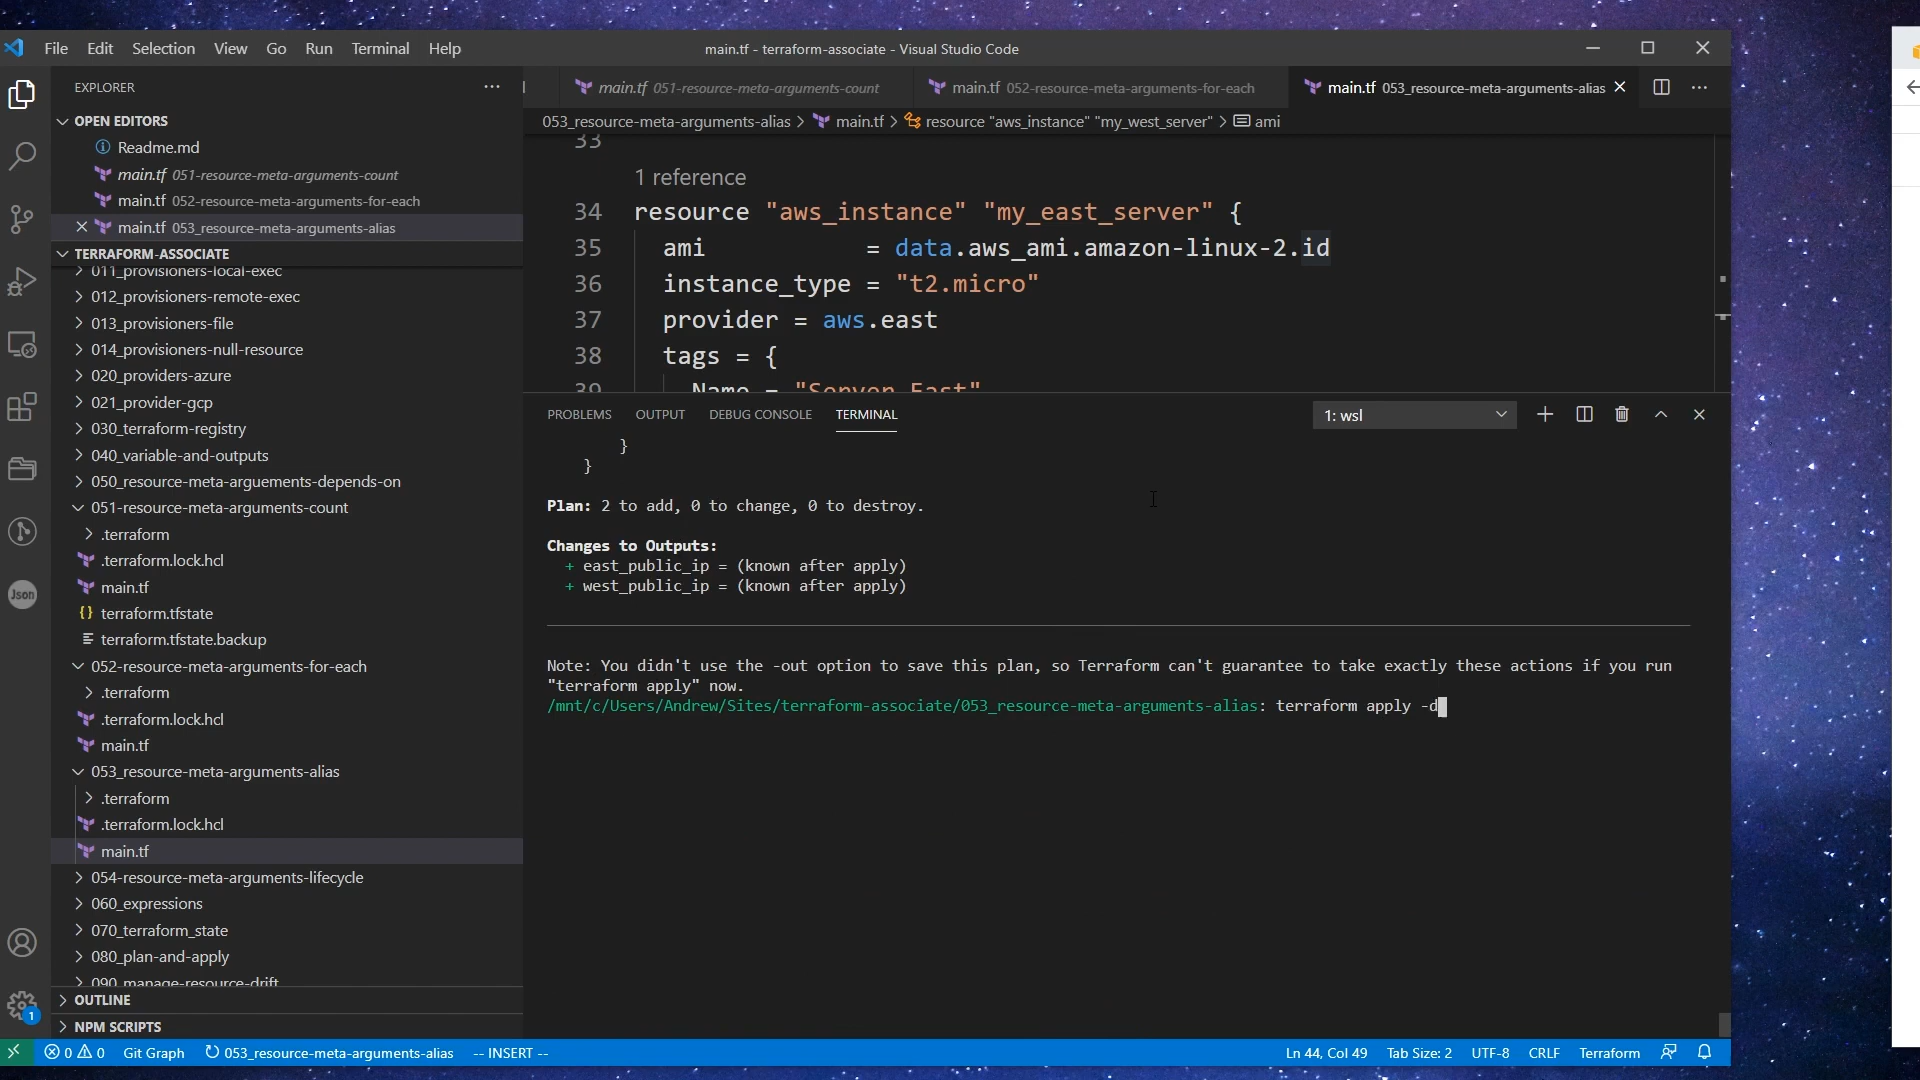 File Edit Selection View Go Run Terminal Help
main.tf - terraform-associate - Visual Studio Code
EXPLORER
OPEN EDITORS
Readme.md
main.tf 051-resource-meta-arguments-count
main.tf 052-resource-meta-arguments-for-each
main.tf 053_resource-meta-arguments-alias
TERRAFORM-ASSOCIATE
011_provisioners-local-exec
012_provisioners-remote-exec
013_provisioners-file
014_provisioners-null-resource
020_providers-azure
021_provider-gcp
030_terraform-registry
040_variable-and-outputs
050_resource-meta-arguements-depends-on
051-resource-meta-arguments-count
.terraform
.terraform.lock.hcl
main.tf
terraform.tfstate
terraform.tfstate.backup
052-resource-meta-arguments-for-each
.terraform
.terraform.lock.hcl
main.tf
053_resource-meta-arguments-alias
.terraform
.terraform.lock.hcl
main.tf
054-resource-meta-arguments-lifecycle
060_expressions
070_terraform_state
080_plan-and-apply
090_manage-resource-drift
OUTLINE
NPM SCRIPTS
Json
1
main.tf 051-resource-meta-arguments-count
main.tf 052-resource-meta-arguments-for-each
main.tf 053_resource-meta-arguments-alias
053_resource-meta-arguments-alias > main.tf > resource "aws_instance" "my_west_server" > ami
33
1 reference
34 resource "aws_instance" "my_east_server" {
35 ami = data.aws_ami.amazon-linux-2.id
36 instance_type = "t2.micro"
37 provider = aws.east
38 tags = {
39 Name = "Server-East"
PROBLEMS OUTPUT DEBUG CONSOLE TERMINAL
1: wsl
}
}
Plan: 2 to add, 0 to change, 0 to destroy.
Changes to Outputs:
+ east_public_ip = (known after apply)
+ west_public_ip = (known after apply)
Note: You didn't use the -out option to save this plan, so Terraform can't guarantee to take exactly these actions if you run
"terraform apply" now.
/mnt/c/Users/Andrew/Sites/terraform-associate/053_resource-meta-arguments-alias: terraform apply -d
0 0 Git Graph 053_resource-meta-arguments-alias -- INSERT --
Ln 44, Col 49 Tab Size: 2 UTF-8 CRLF Terraform